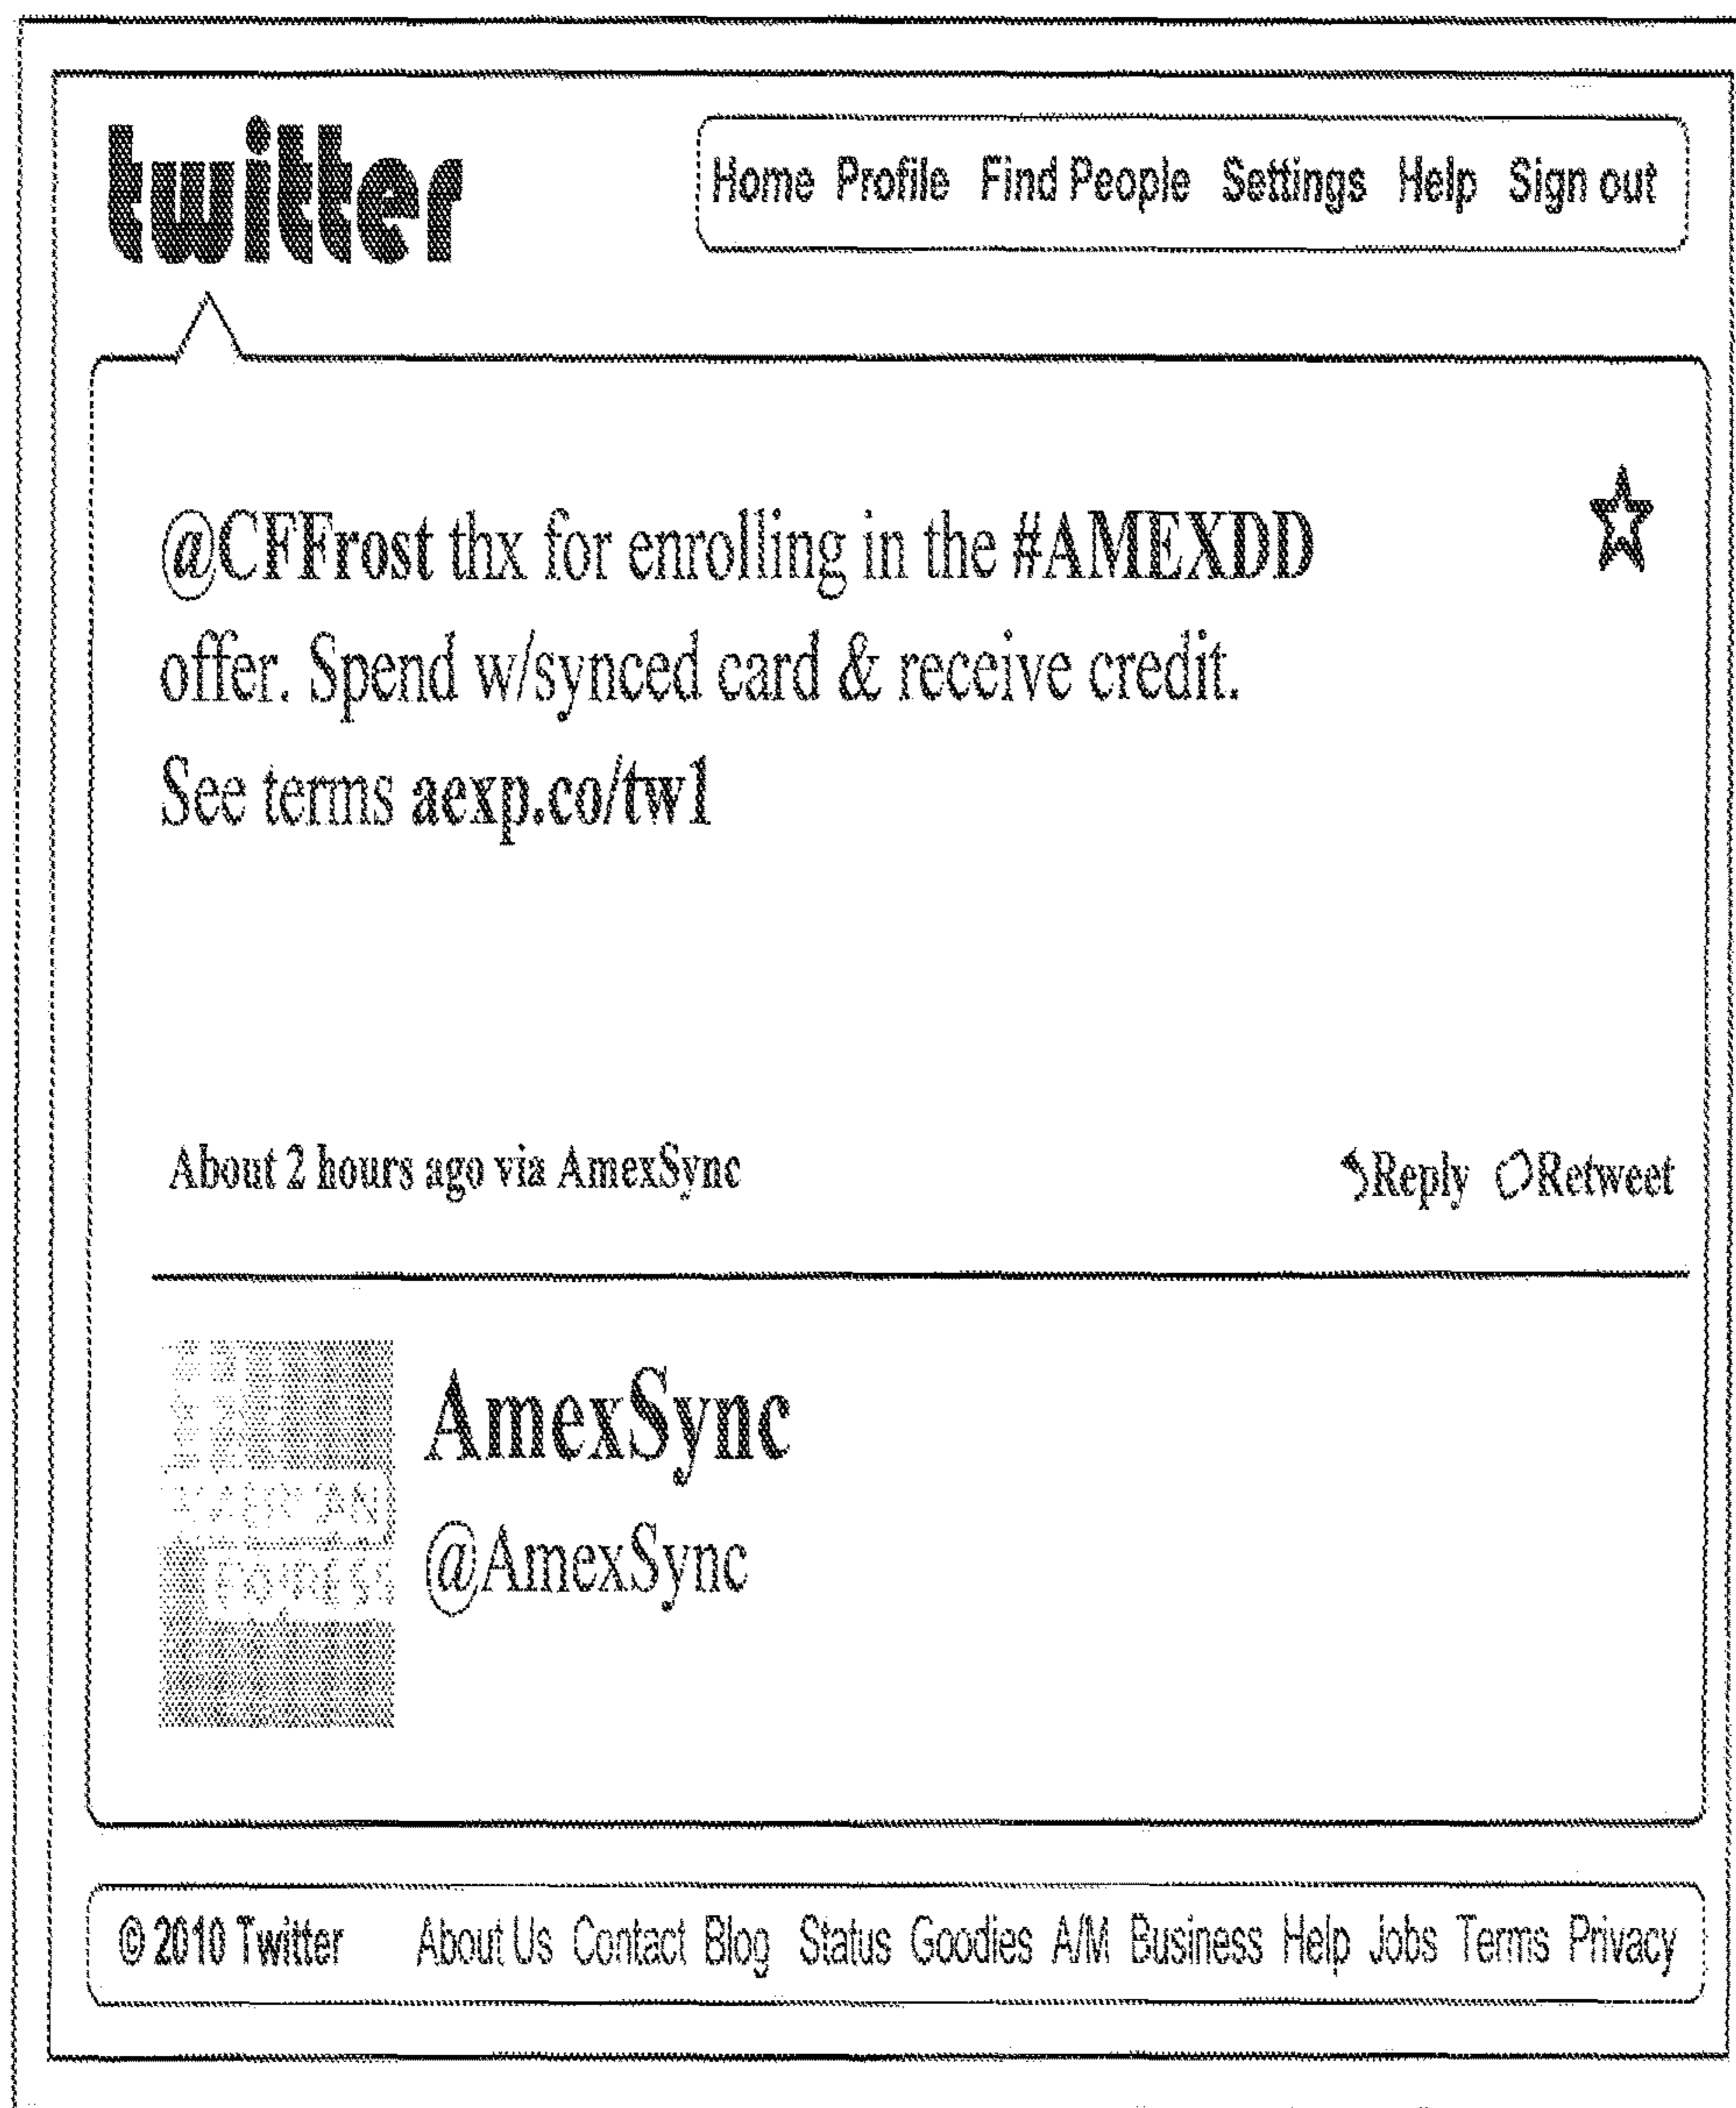 twitter
Home Profile Find People Settings Help Sign out
@CFFrost thx for enrolling in the #AMEXDD
offer. Spend w/synced card & receive credit.
See terms aexp.co/tw1
About 2 hours ago via AmexSync
Reply Retweet
AmexSync
@AmexSync
© 2010 Twitter About Us Contact Blog Status Goodies A/M Business Help Jobs Terms Privacy